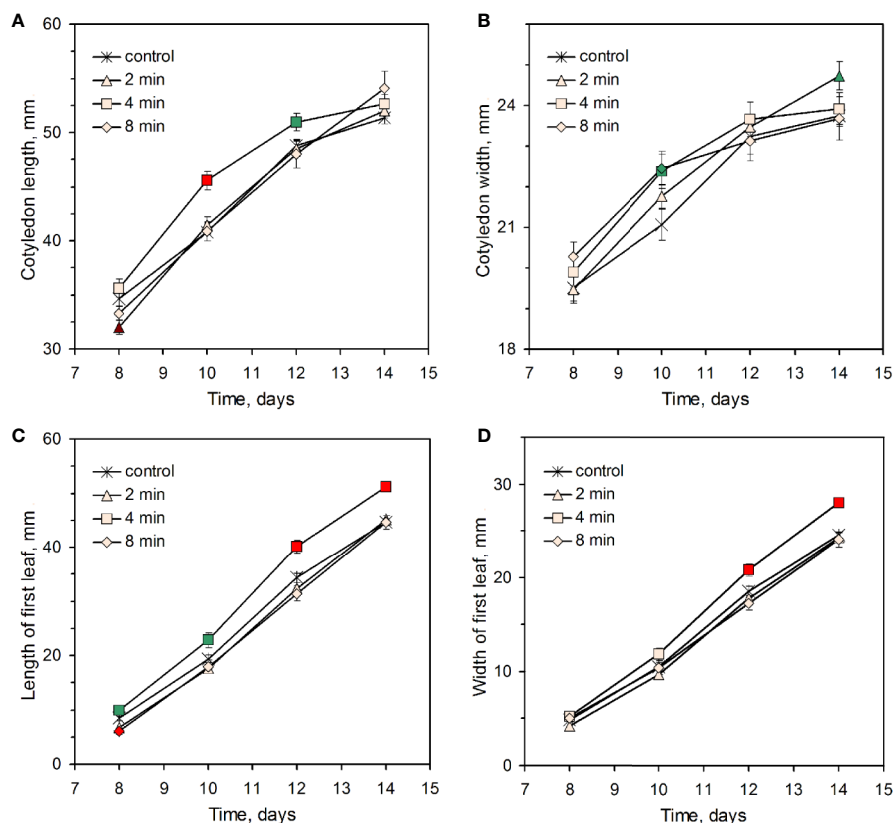 A
60
50
40
30
Cotyledon length, mm
control
2 min
4 min
8 min
7 8 9 10 11 12 13 14 15
Time, days
B
24
21
18
Cotyledon width, mm
control
2 min
4 min
8 min
7 8 9 10 11 12 13 14 15
Time, days
C
60
40
20
0
Length of first leaf, mm
control
2 min
4 min
8 min
7 8 9 10 11 12 13 14 15
Time, days
D
30
20
10
0
Width of first leaf, mm
control
2 min
4 min
8 min
7 8 9 10 11 12 13 14 15
Time, days